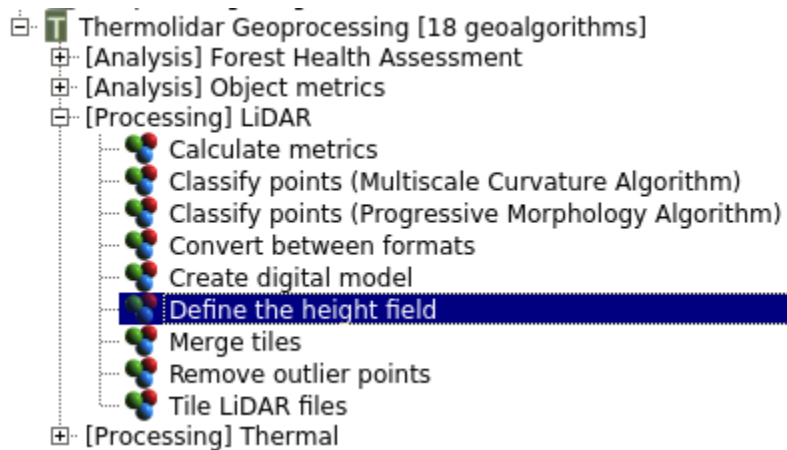 T Thermolidar Geoprocessing [18 geoalgorithms]
[Analysis] Forest Health Assessment
[Analysis] Object metrics
[Processing] LiDAR
Calculate metrics
Classify points (Multiscale Curvature Algorithm)
Classify points (Progressive Morphology Algorithm)
Convert between formats
Create digital model
Define the height field
Merge tiles
Remove outlier points
Tile LiDAR files
[Processing] Thermal